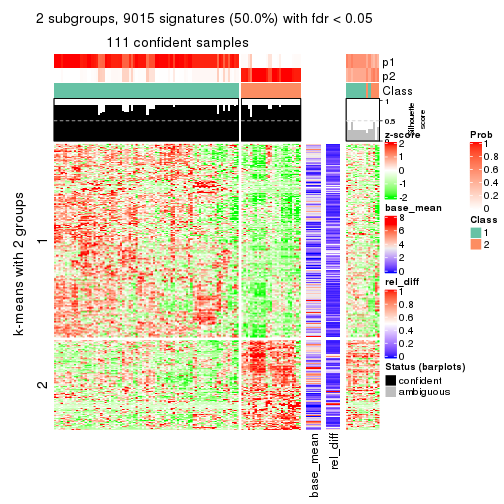 2 subgroups, 9015 signatures (50.0%) with fdr < 0.05
111 confident samples
p1
p2
Class
1
0.5
0
Silhouette
score
k-means with 2 groups
1
2
base_mean
rel_diff
z-score
2
1
0
-1
-2
base_mean
8
6
4
2
0
rel_diff
1
0.8
0.6
0.4
0.2
0
Status (barplots)
confident
ambiguous
Prob
1
0.8
0.6
0.4
0.2
0
Class
1
2